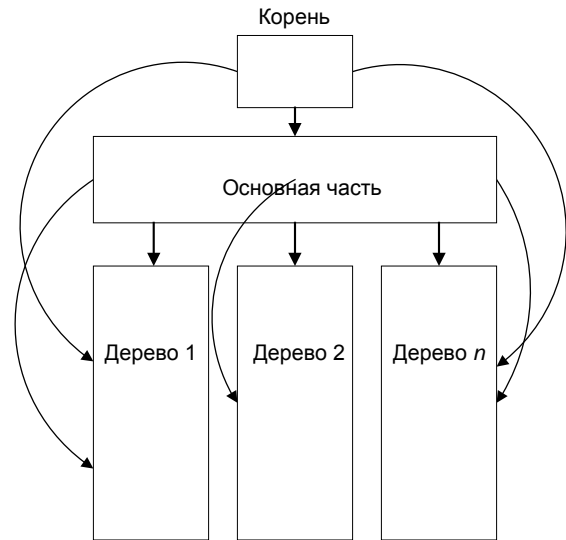 Корень
Основная часть
Дерево 1
Дерево 2
Дерево n